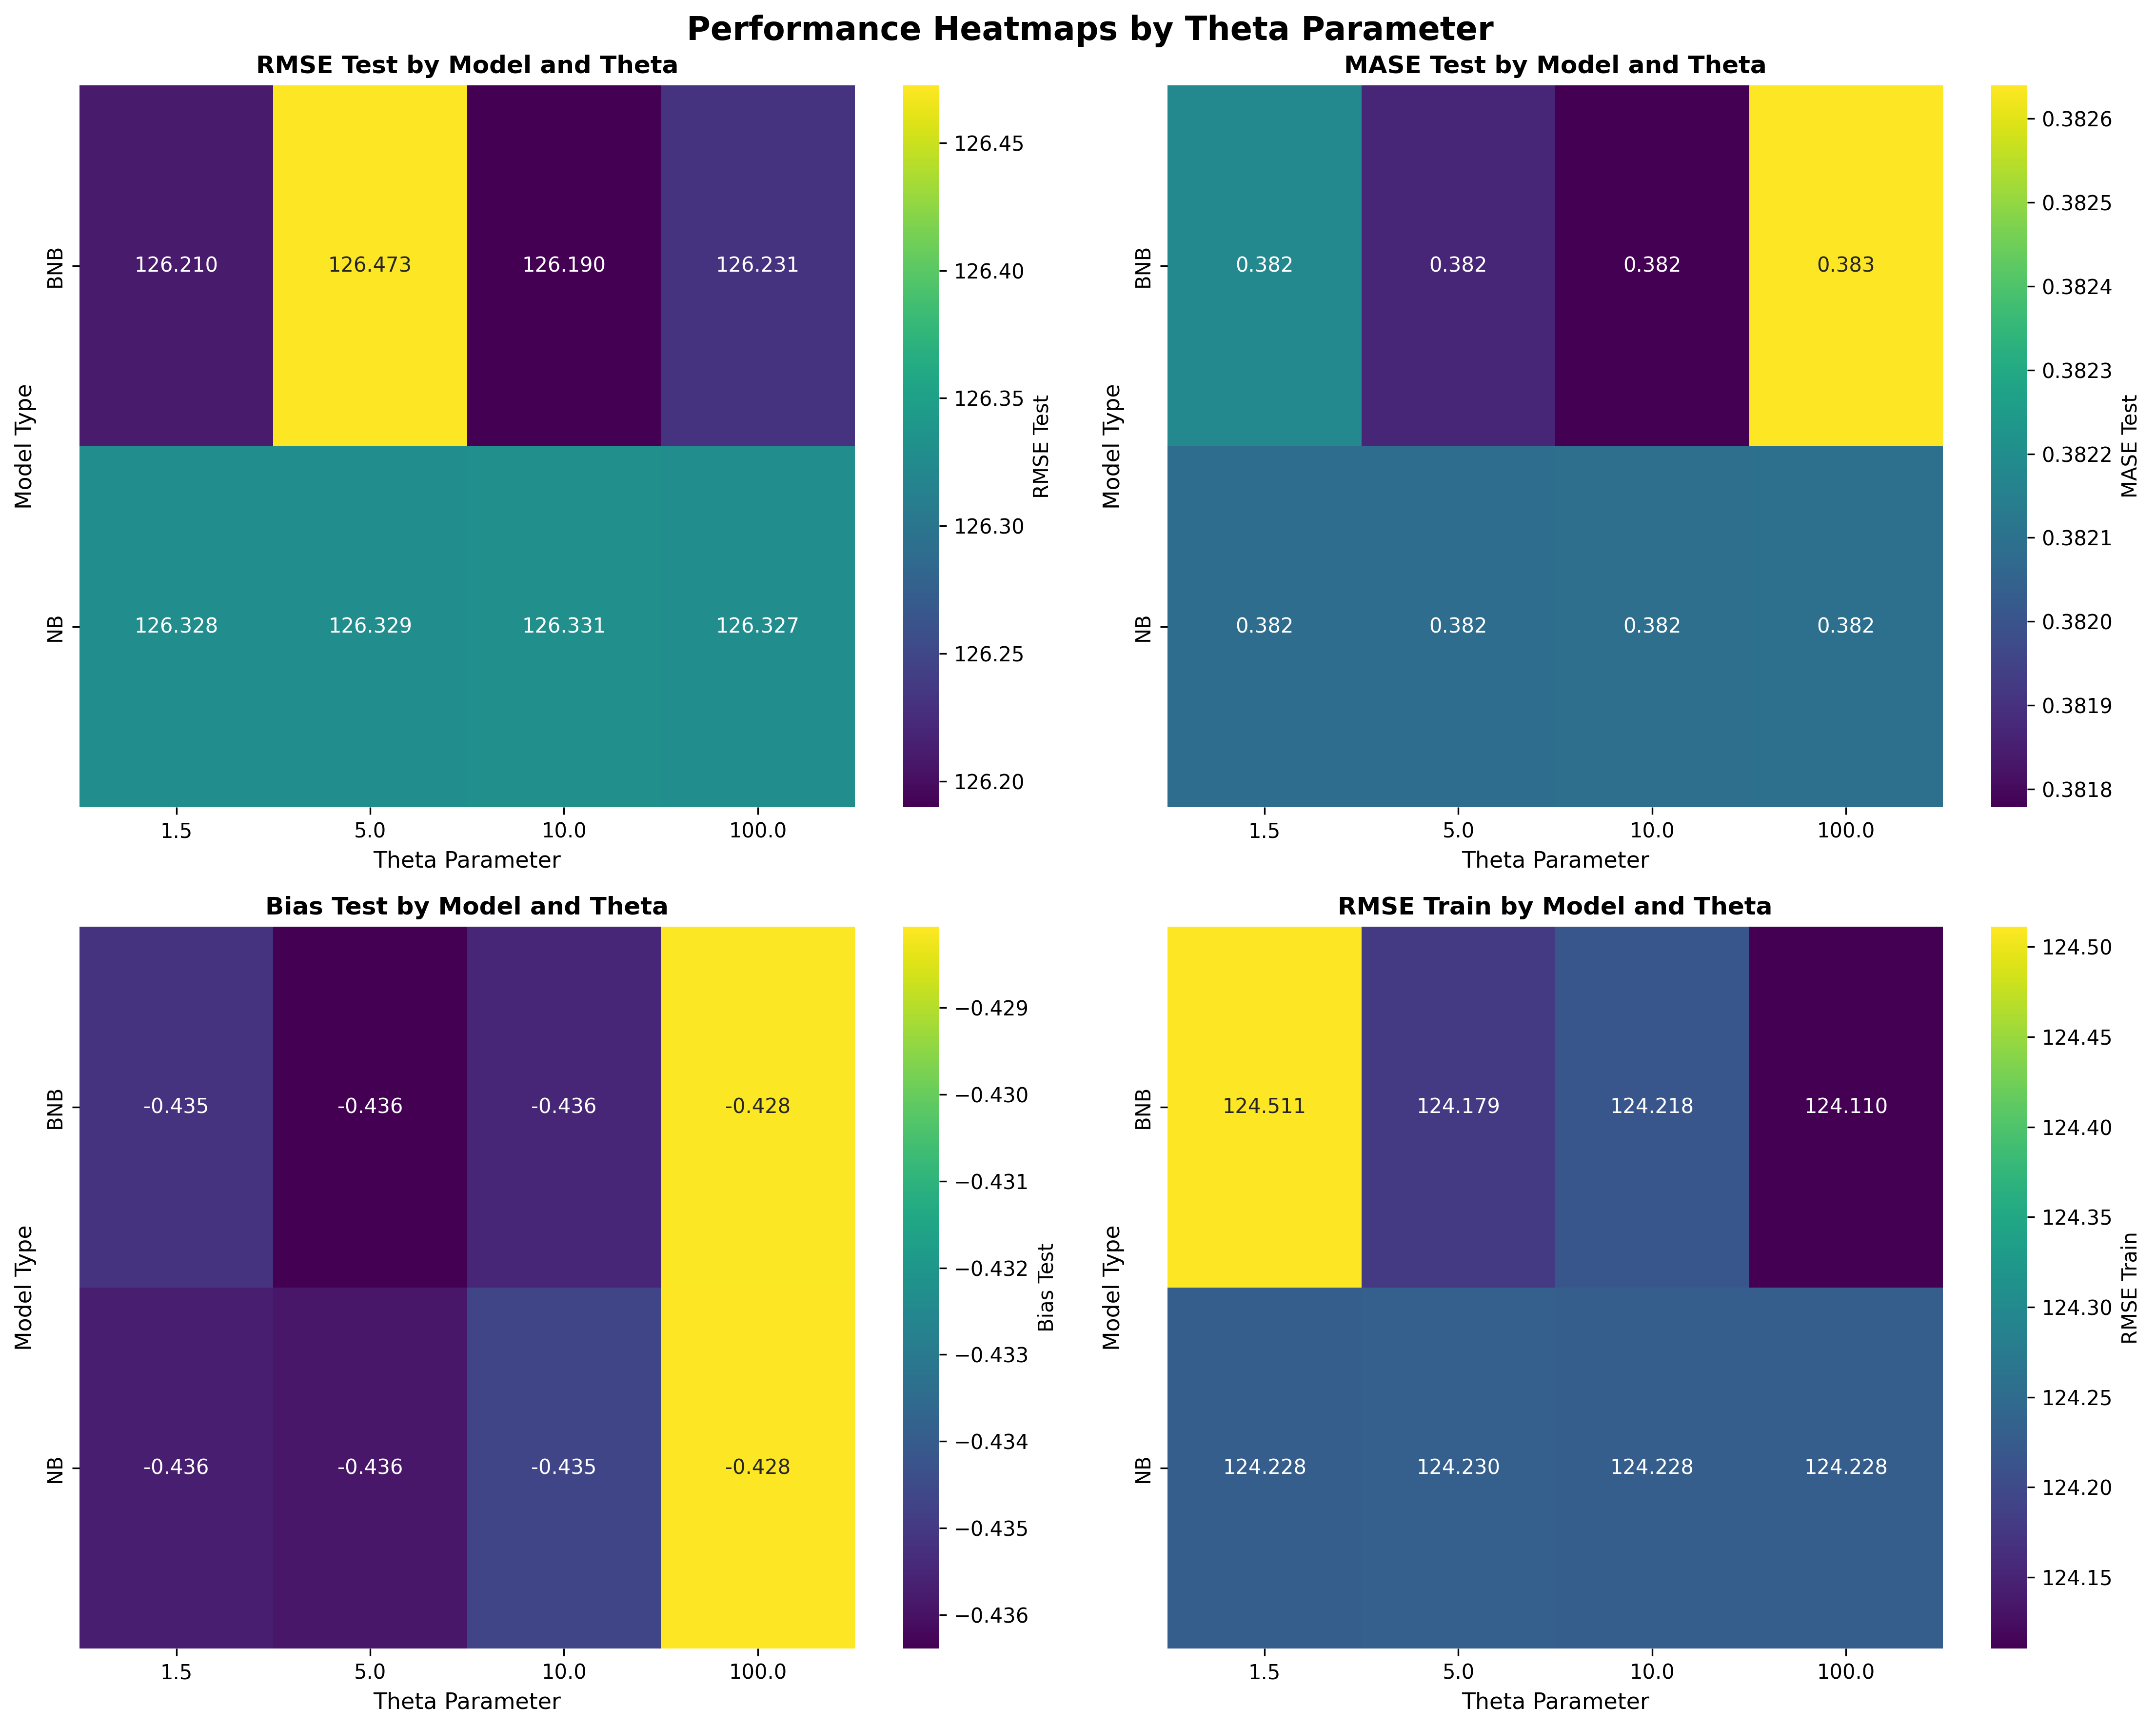 Performance Heatmaps by Theta Parameter
RMSE Test by Model and Theta
Model Type
BNB
NB
126.210 126.473 126.190 126.231
126.328 126.329 126.331 126.327
1.5 5.0 10.0 100.0
Theta Parameter
126.45
126.40
126.35
126.30
126.25
126.20
RMSE Test
MASE Test by Model and Theta
Model Type
BNB
NB
0.382 0.382 0.382 0.383
0.382 0.382 0.382 0.382
1.5 5.0 10.0 100.0
Theta Parameter
0.3826
0.3825
0.3824
0.3823
0.3822
0.3821
0.3820
0.3819
0.3818
MASE Test
Bias Test by Model and Theta
Model Type
BNB
NB
-0.435 -0.436 -0.436 -0.428
-0.436 -0.436 -0.435 -0.428
1.5 5.0 10.0 100.0
Theta Parameter
−0.429
−0.430
−0.431
−0.432
−0.433
−0.434
−0.435
−0.436
Bias Test
RMSE Train by Model and Theta
Model Type
BNB
NB
124.511 124.179 124.218 124.110
124.228 124.230 124.228 124.228
1.5 5.0 10.0 100.0
Theta Parameter
124.50
124.45
124.40
124.35
124.30
124.25
124.20
124.15
RMSE Train